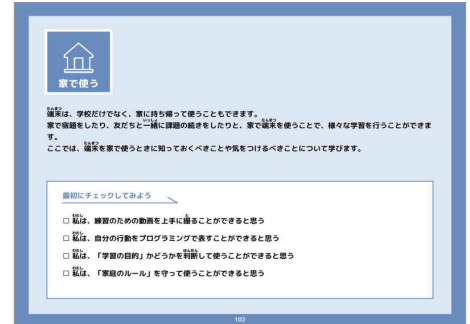 家で使う
端末は、学校だけでなく、家に持ち帰って使うこともできます。
家で宿題をしたり、友だちと一緒に課題の続きをしたりと、家で端末を使うことで、様々な学習を行うことができま
す。
ここでは、端末を家で使うときに知っておくべきことや気をつけるべきことについて学びます。
最初にチェックしてみよう
□ 私は、練習のための動画を上手に撮ることができると思う
□ 私は、自分の行動をプログラミングで表すことができると思う
□ 私は、「学習の目的」かどうかを判断して使うことができると思う
□ 私は、「家庭のルール」を守って使うことができると思う
102